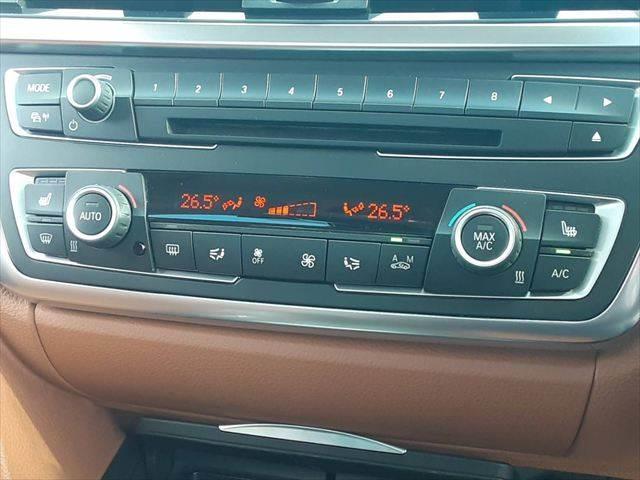 MODE 1 2 3 4 5 6 7 8
26.5° 26.5°
AUTO MAX A/C
OFF A M A/C